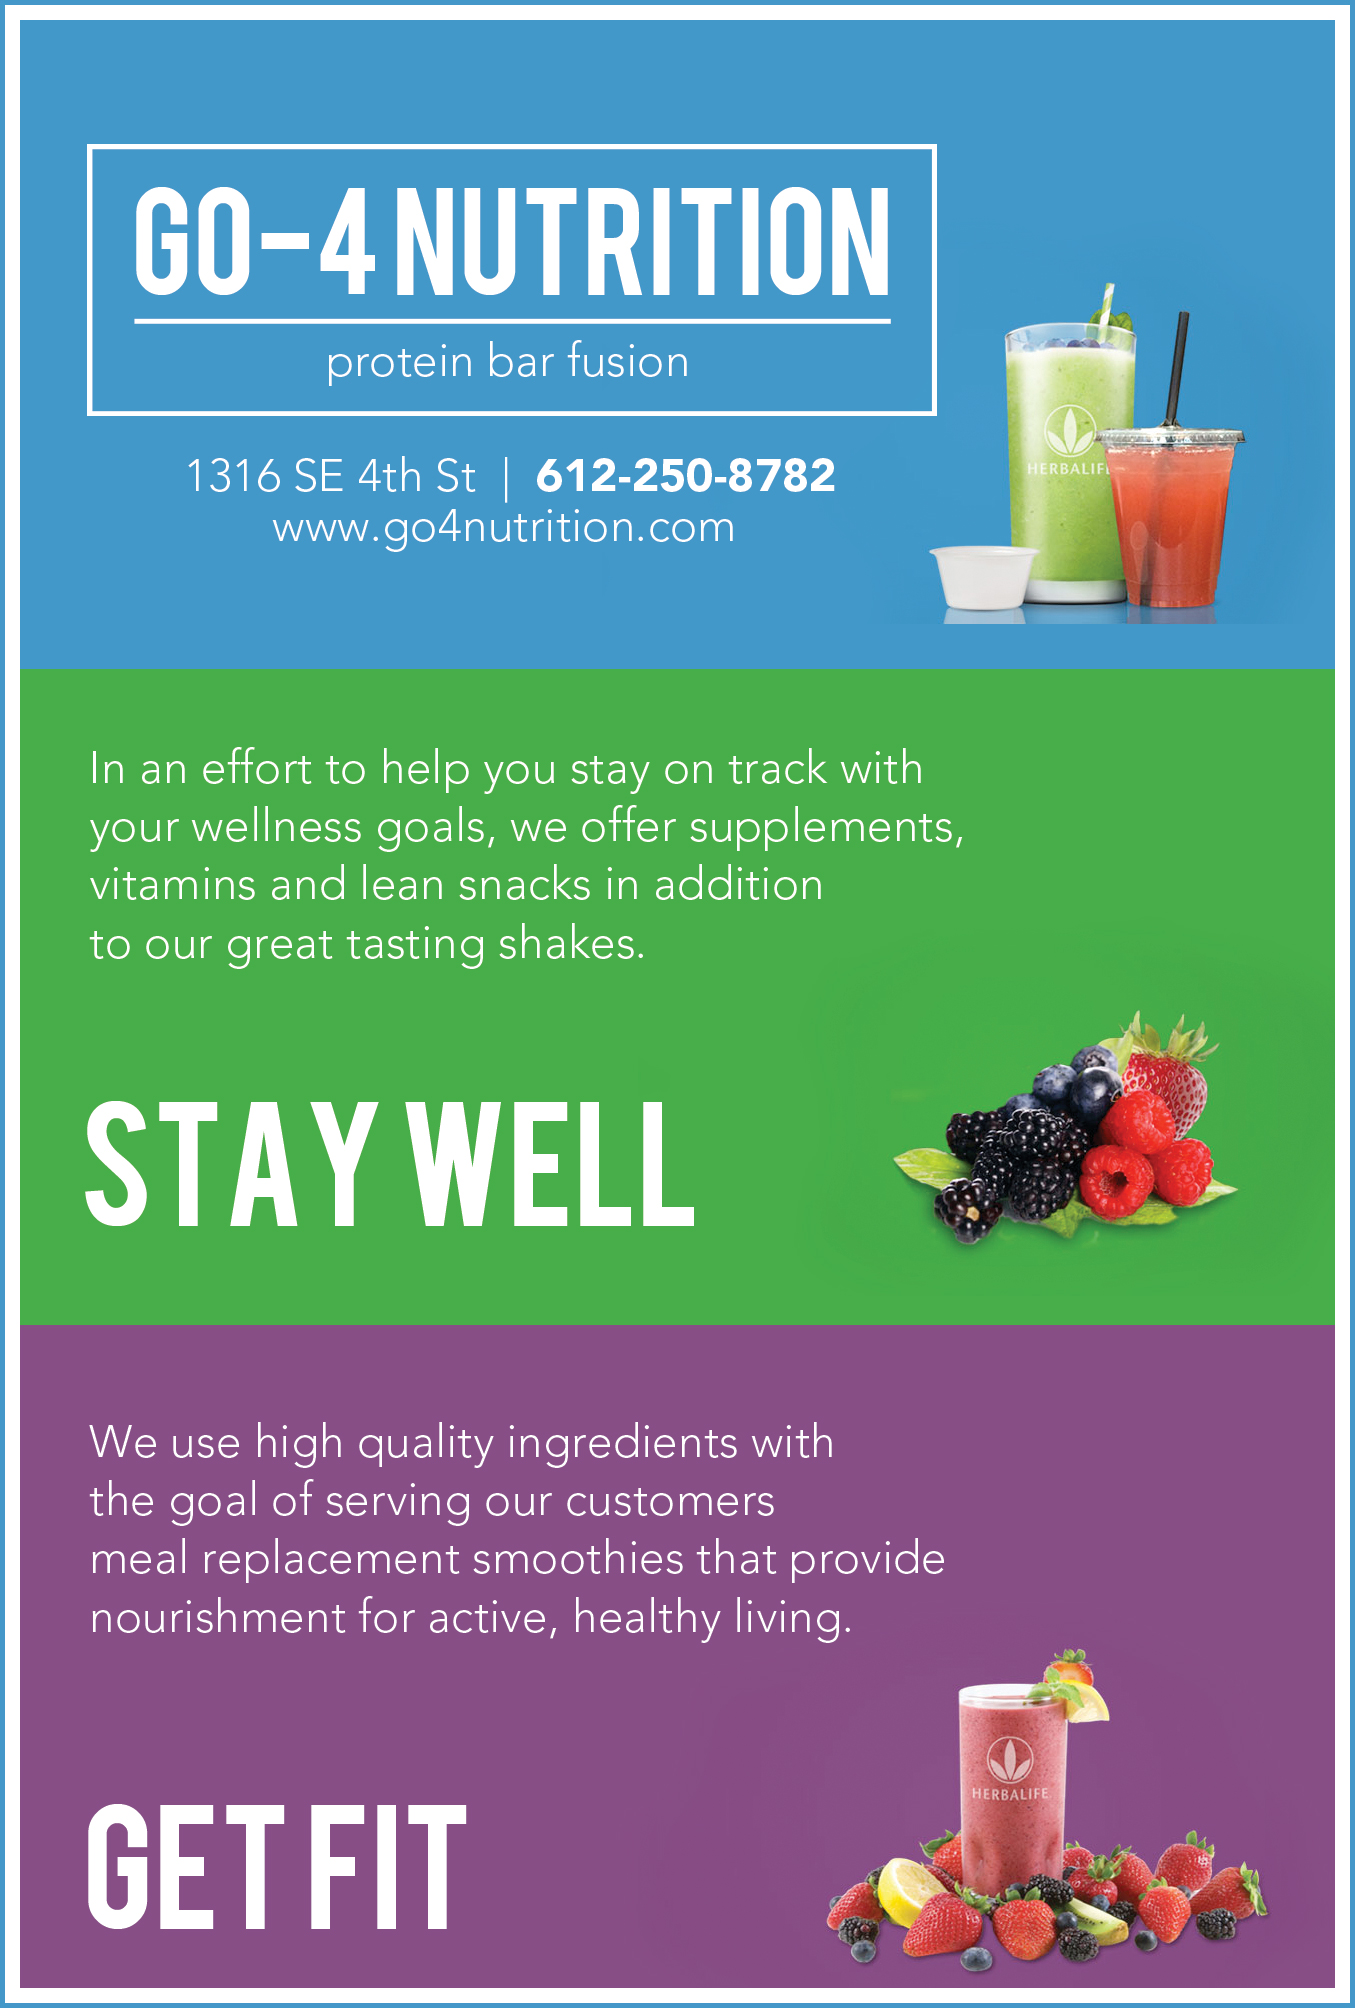 GO-4 NUTRITION
protein bar fusion
1316 SE 4th St | 612-250-8782
www.go4nutrition.com
HERBALIF
In an effort to help you stay on track with
your wellness goals, we offer supplements,
vitamins and lean snacks in addition
to our great tasting shakes.
STAY WELL
We use high quality ingredients with
the goal of serving our customers
meal replacement smoothies that provide
nourishment for active, healthy living.
HERBALIFE
GET FIT